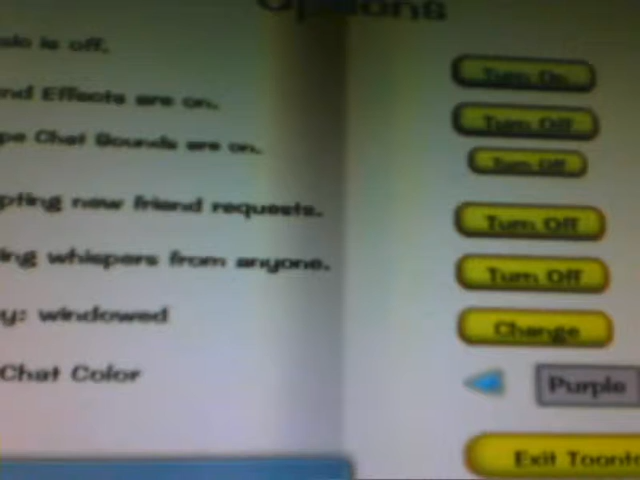 Options
sic is off. Turn On
nd Effects are on. Turn Off
pe Chat Sounds are on. Turn Off
pting new friend requests. Turn Off
ing whispers from anyone. Turn Off
y: windowed Change
Chat Color Purple
Exit Toonto